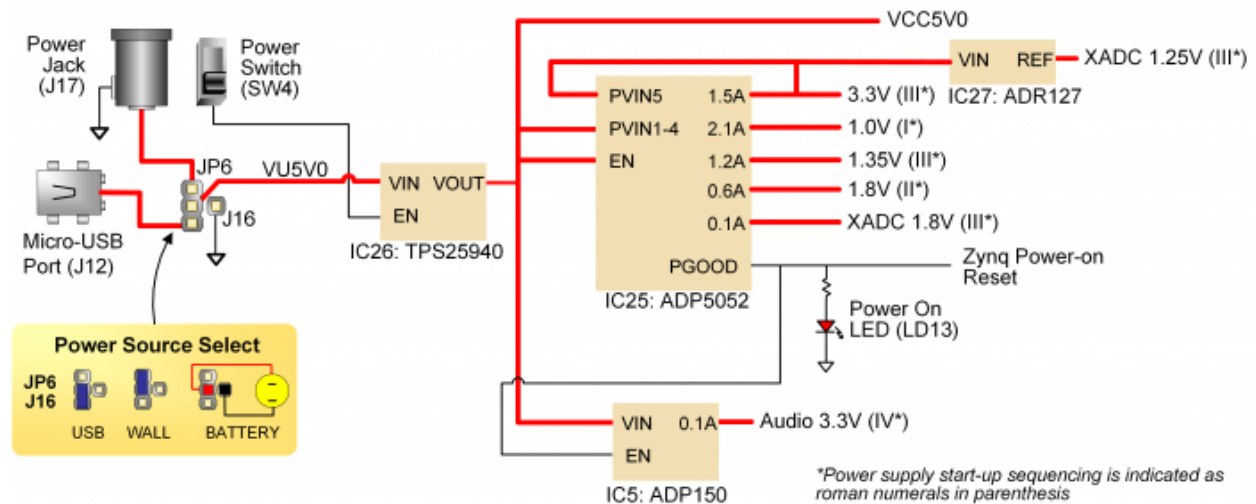 Power
Jack
(J17)
Power
Switch
(SW4)
JP6
VU5V0
J16
Micro-USB
Port (J12)
VIN VOUT
EN
IC26: TPS25940
VCC5V0
VIN REF
XADC 1.25V (III*)
IC27: ADR127
PVIN5 1.5A
3.3V (III*)
PVIN1-4 2.1A
1.0V (I*)
EN 1.2A
1.35V (III*)
0.6A
1.8V (II*)
0.1A
XADC 1.8V (III*)
PGOOD
IC25: ADP5052
Zynq Power-on
Reset
Power On
LED (LD13)
Power Source Select
JP6
J16
USB WALL BATTERY
VIN 0.1A
Audio 3.3V (IV*)
EN
IC5: ADP150
*Power supply start-up sequencing is indicated as
roman numerals in parenthesis